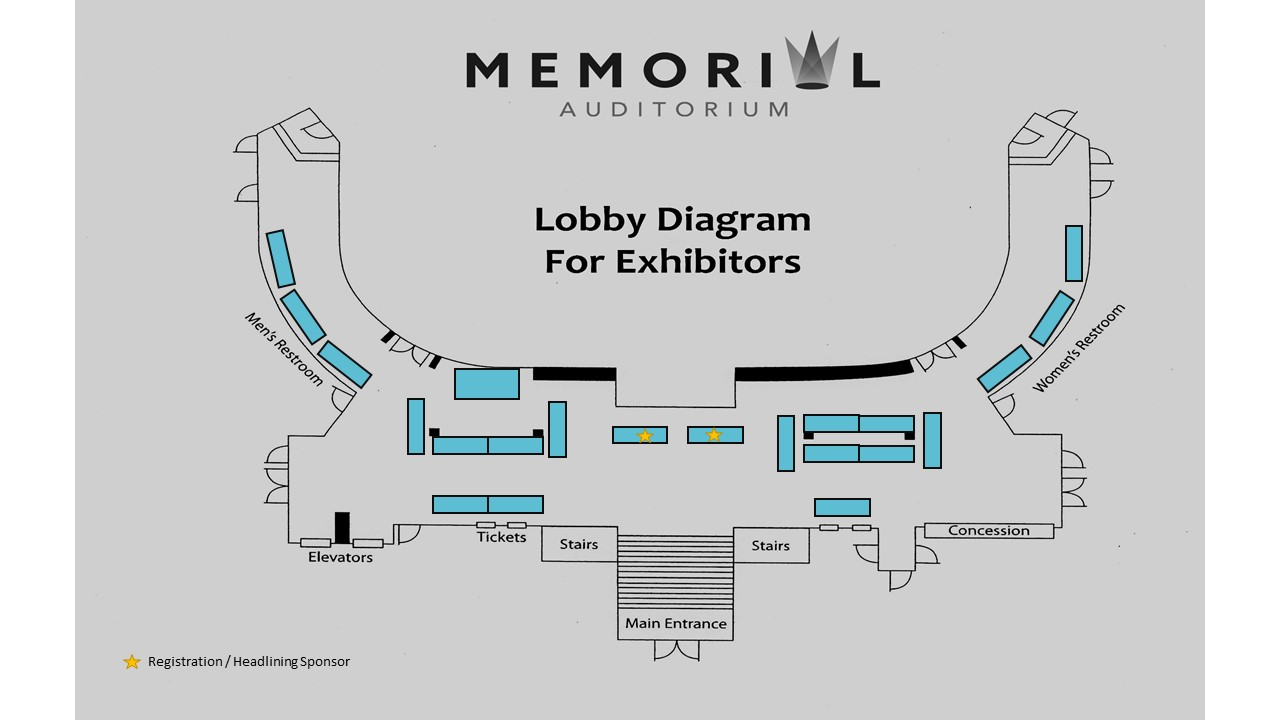 MEMORIAL
AUDITORIUM
Lobby Diagram
For Exhibitors
Men's Restroom
Women's Restroom
Tickets
Elevators
Stairs
Stairs
Concession
Main Entrance
Registration / Headlining Sponsor